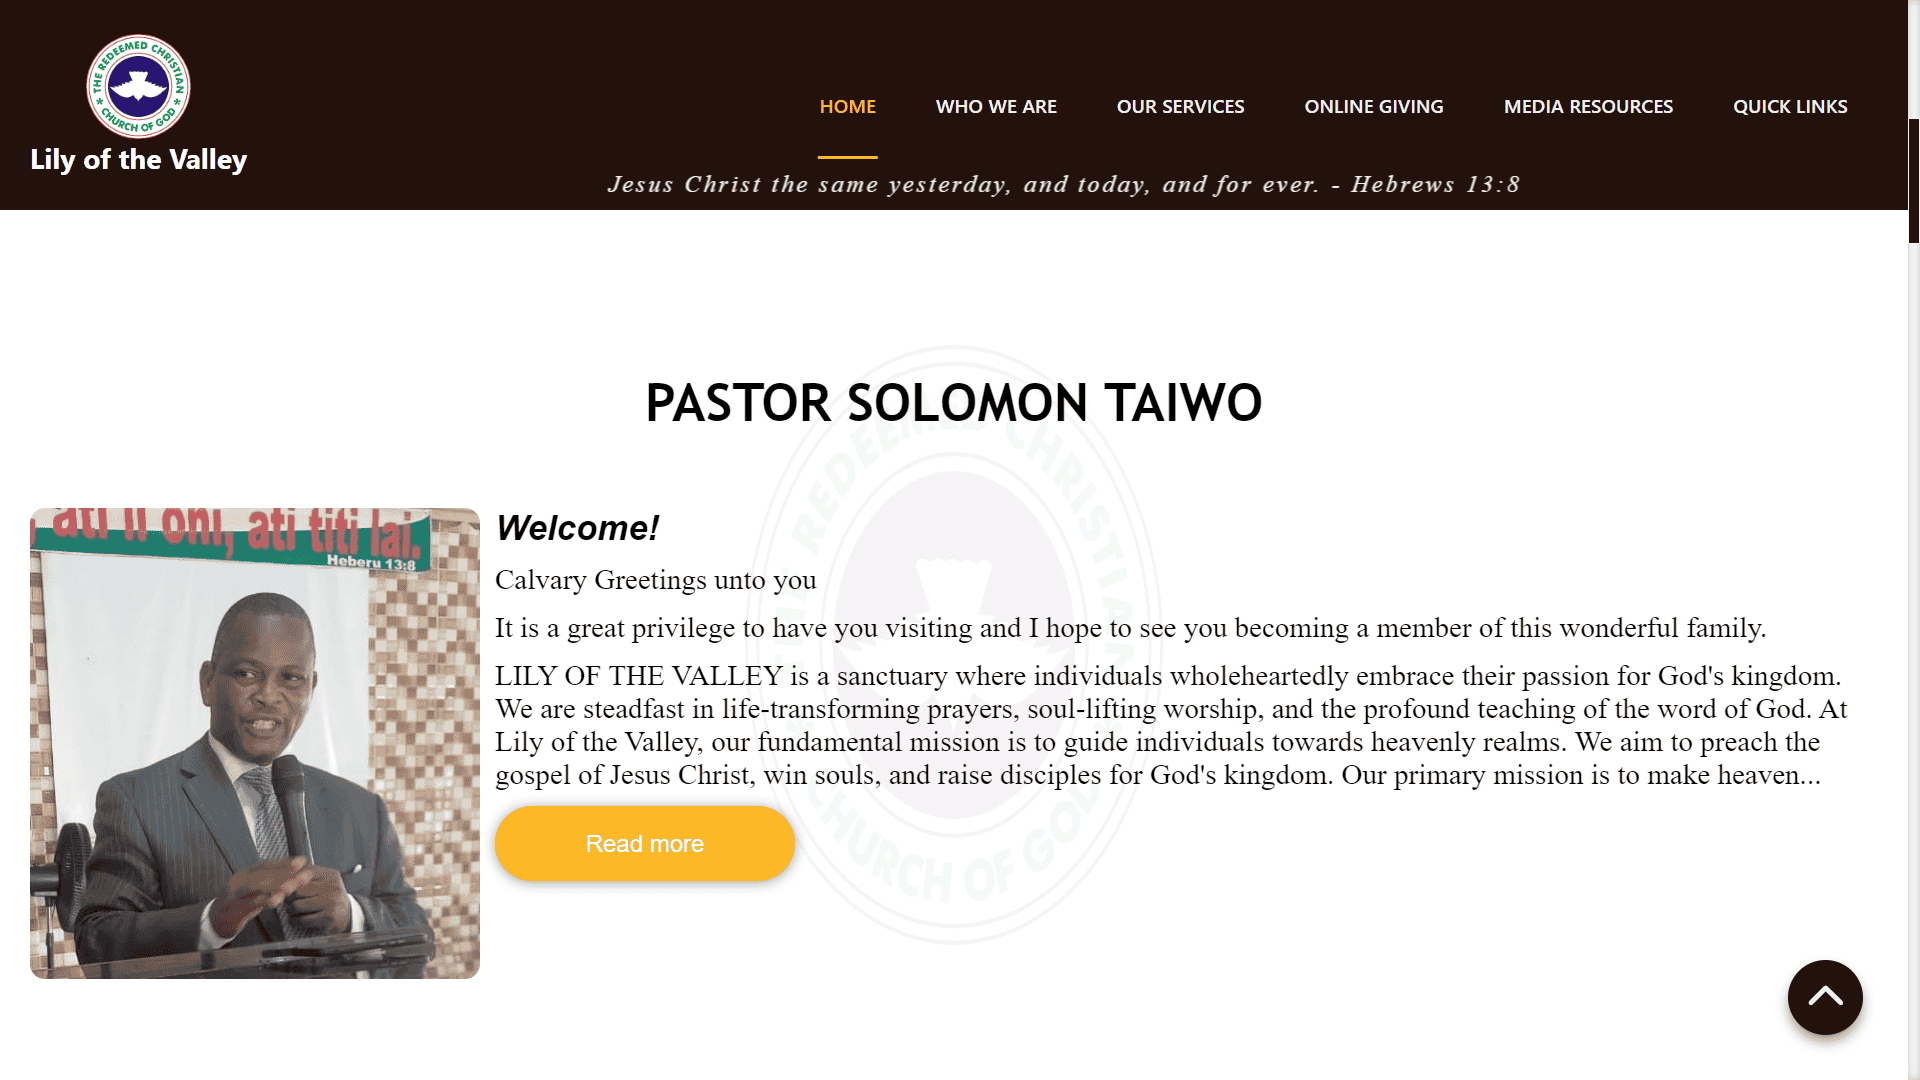 THE REDEEMED CHRISTIAN
CHURCH OF GOD
Lily of the Valley
HOME WHO WE ARE OUR SERVICES ONLINE GIVING MEDIA RESOURCES QUICK LINKS
Jesus Christ the same yesterday, and today, and for ever. - Hebrews 13:8
PASTOR SOLOMON TAIWO
THE REDEEMED CHRISTIAN
CHURCH OF GOD
ati li oni, ati titi lai.
Heberu 13:8
Welcome!
Calvary Greetings unto you
It is a great privilege to have you visiting and I hope to see you becoming a member of this wonderful family.
LILY OF THE VALLEY is a sanctuary where individuals wholeheartedly embrace their passion for God's kingdom.
We are steadfast in life-transforming prayers, soul-lifting worship, and the profound teaching of the word of God. At
Lily of the Valley, our fundamental mission is to guide individuals towards heavenly realms. We aim to preach the
gospel of Jesus Christ, win souls, and raise disciples for God's kingdom. Our primary mission is to make heaven...
Read more